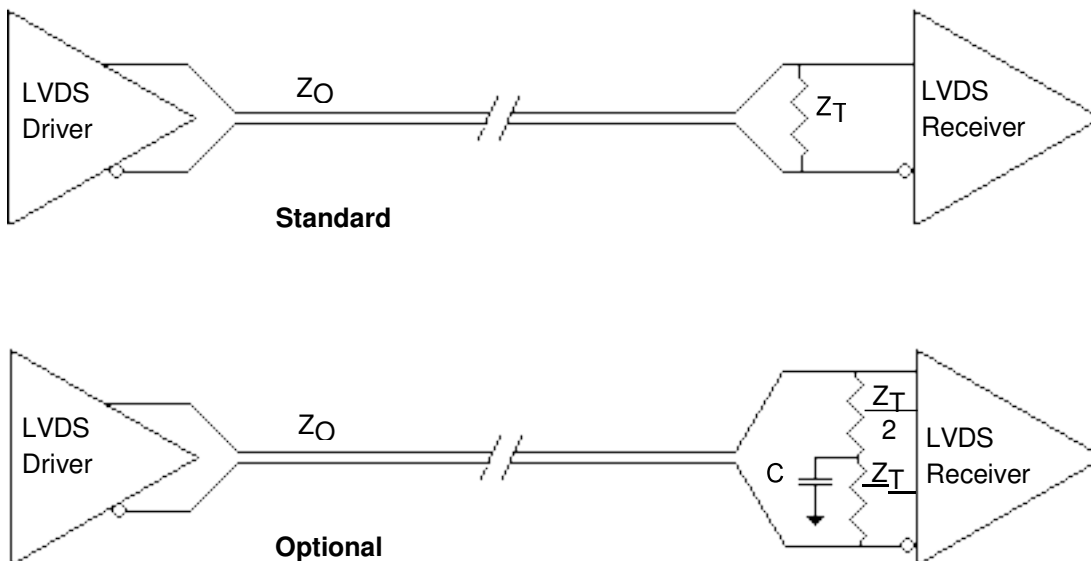 LVDS
Driver
ZO
ZT
LVDS
Receiver
Standard
LVDS
Driver
ZO
C
ZT
2
ZT
LVDS
Receiver
Optional